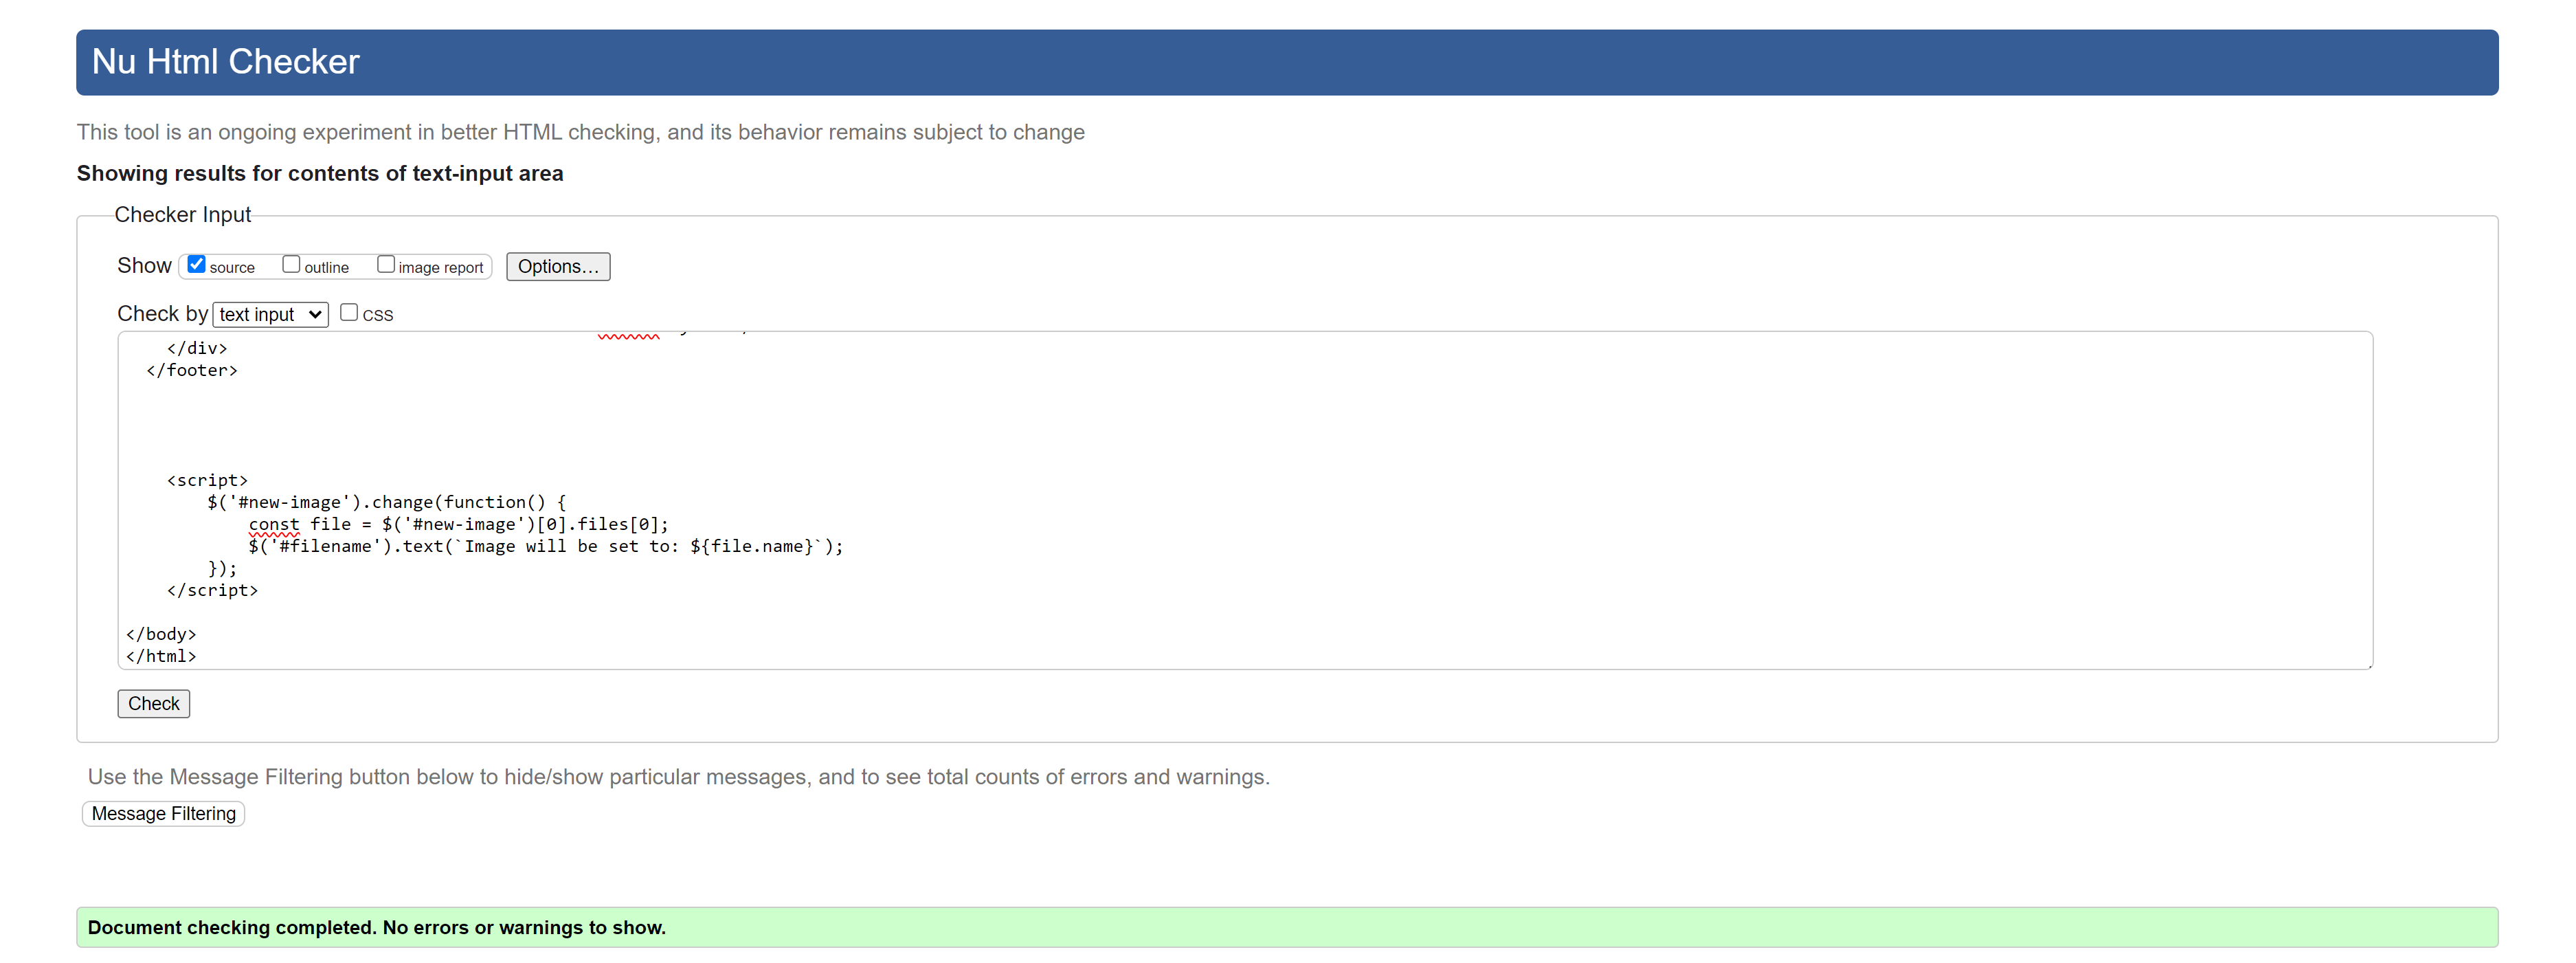 Nu Html Checker
This tool is an ongoing experiment in better HTML checking, and its behavior remains subject to change
Showing results for contents of text-input area
Checker Input
Show source outline image report Options...
Check by text input CSS
</div>
</footer>
<script>
$('#new-image').change(function() {
const file = $('#new-image')[0].files[0];
$('#filename').text(`Image will be set to: ${file.name}`);
});
</script>
</body>
</html>
Check
Use the Message Filtering button below to hide/show particular messages, and to see total counts of errors and warnings.
Message Filtering
Document checking completed. No errors or warnings to show.